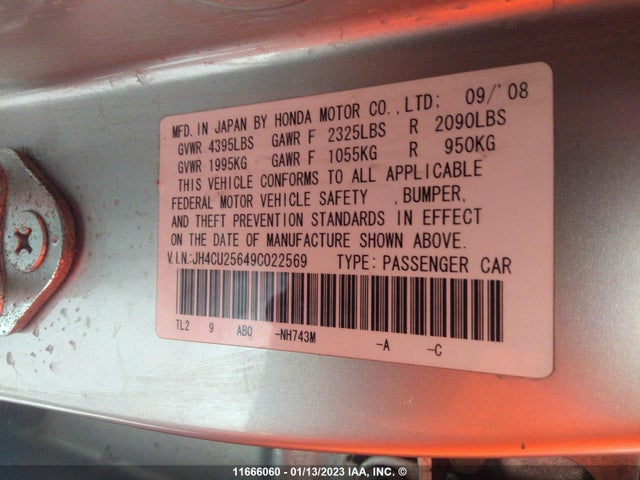 MFD. IN JAPAN BY HONDA MOTOR CO., LTD: 09/'08
GVWR 4395LBS GAWR F 2325LBS R 2090LBS
GVWR 1995KG GAWR F 1055KG R 950KG
THIS VEHICLE CONFORMS TO ALL APPLICABLE
FEDERAL MOTOR VEHICLE SAFETY , BUMPER,
AND THEFT PREVENTION STANDARDS IN EFFECT
ON THE DATE OF MANUFACTURE SHOWN ABOVE.
V.I.N.: JH4CU25649C022569 TYPE: PASSENGER CAR
TL2 9 ABQ -NH743M -A -C
11666060 - 01/13/2023 IAA, INC. ©